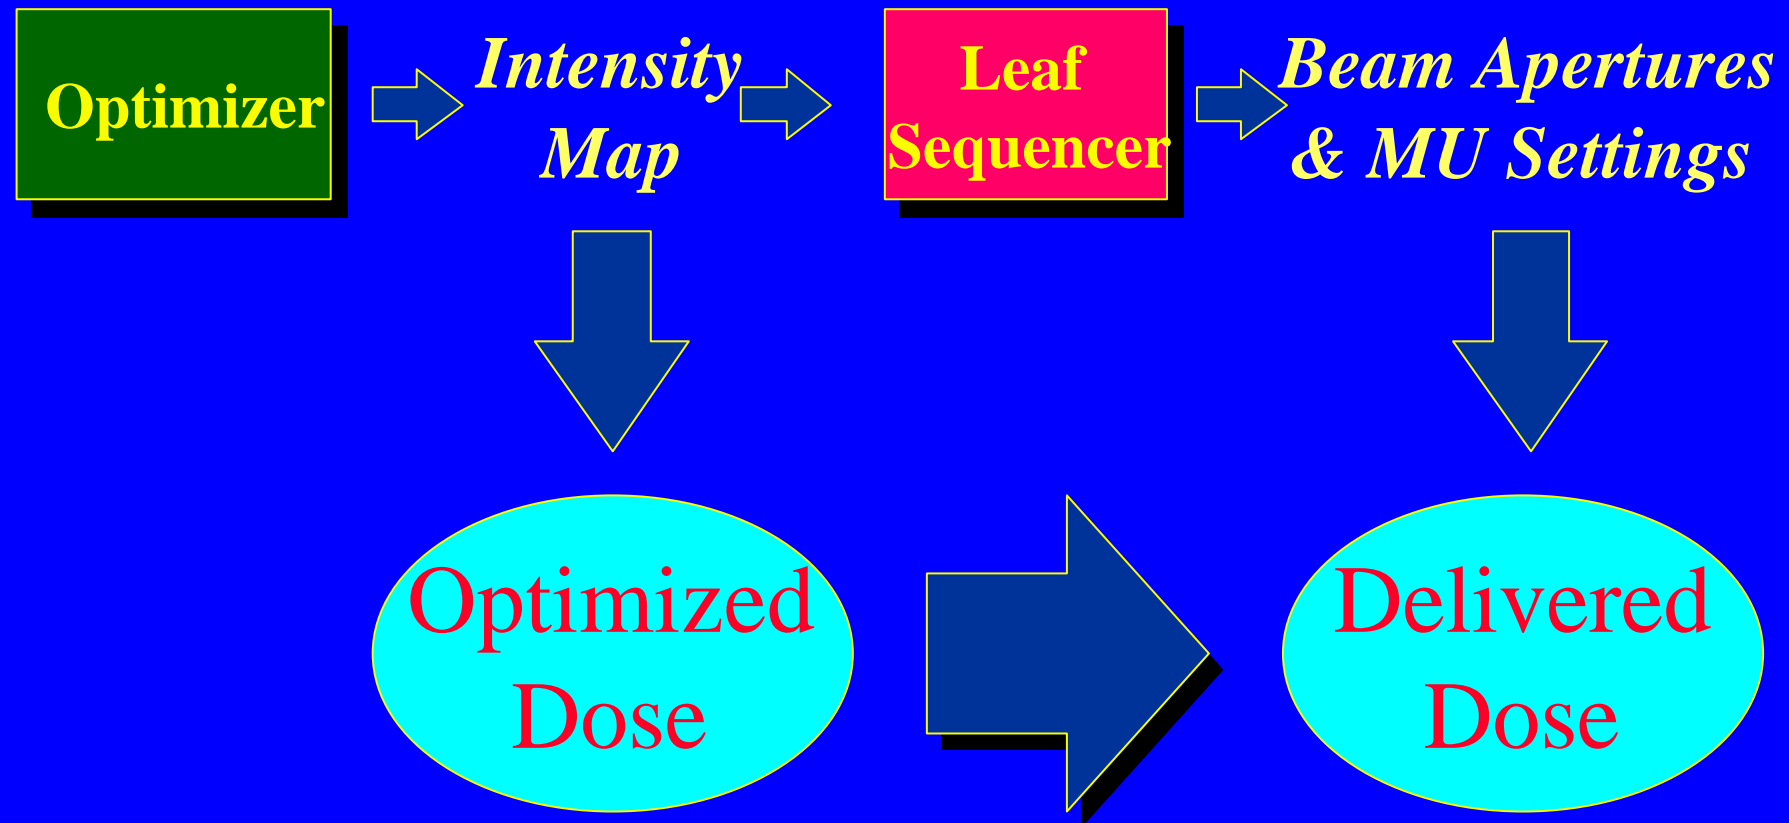 Optimizer
Intensity
Map
Leaf
Sequencer
Beam Apertures
& MU Settings
Optimized
Dose
Delivered
Dose